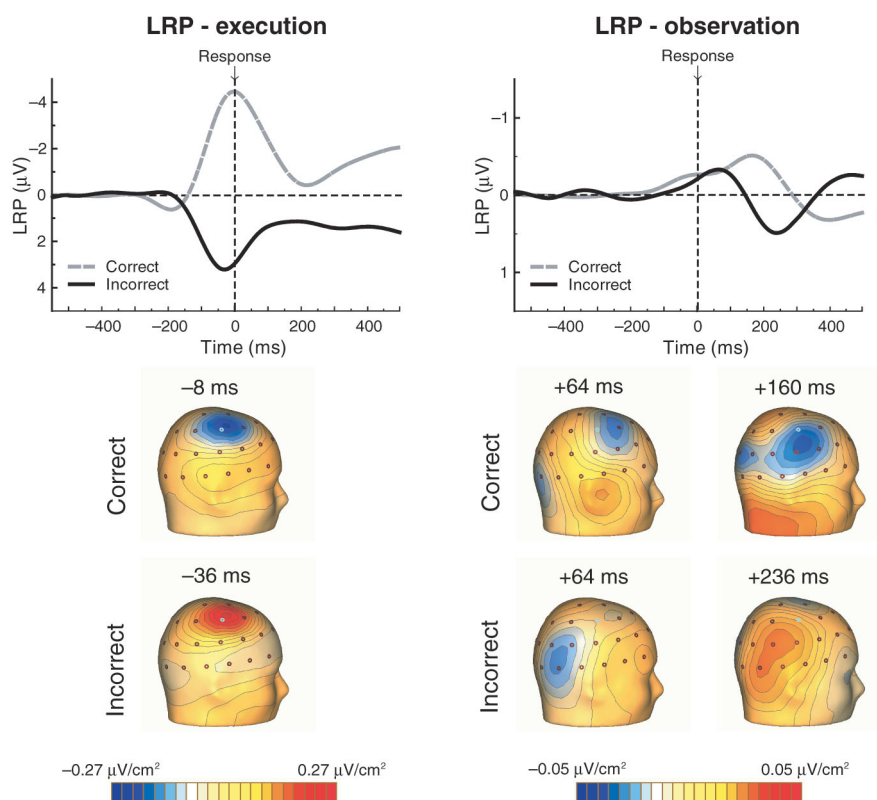 LRP - execution
Response
LRP (μV)
–4
–2
0
2
4
Correct
Incorrect
–400 –200 0 200 400
Time (ms)
LRP - observation
Response
LRP (μV)
–1
0
1
Correct
Incorrect
–400 –200 0 200 400
Time (ms)
Correct
–8 ms
Incorrect
–36 ms
–0.27 μV/cm² 0.27 μV/cm²
Correct
+64 ms +160 ms
Incorrect
+64 ms +236 ms
–0.05 μV/cm² 0.05 μV/cm²